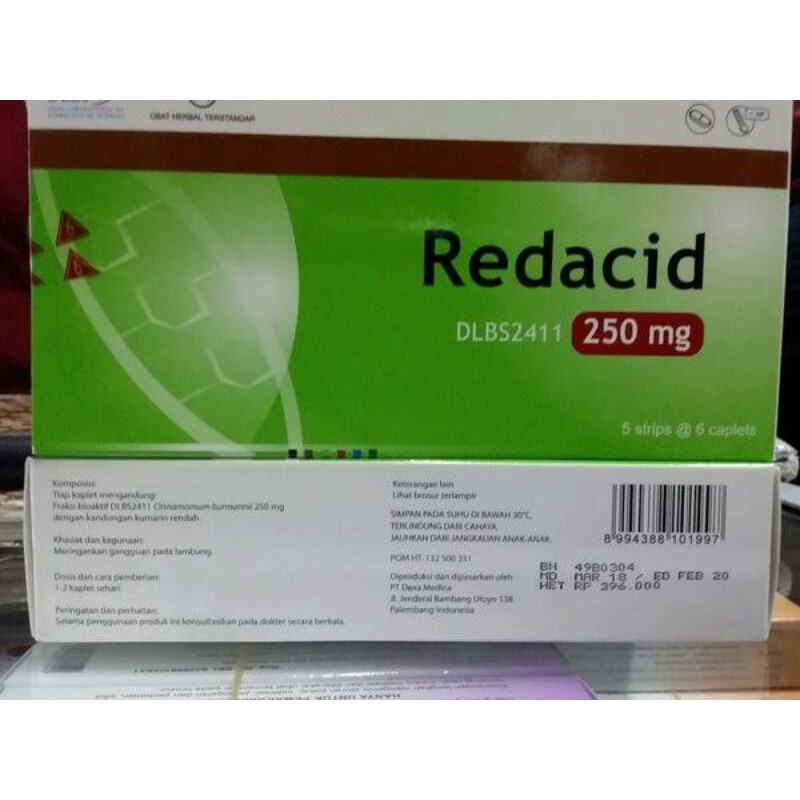 OBAT HERBAL TERSTANDAR
Redacid
DLBS2411 250 mg
5 strips @ 6 caplets
Komposisi:
Tiap kaplet mengandung:
Fraksi bioaktif DLBS2411 Cinnamomum burmannii 250 mg
dengan kandungan kumarin rendah.
Khasiat dan kegunaan:
Meringankan gangguan pada lambung.
Dosis dan cara pemberian:
1-2 kaplet sehari.
Peringatan dan perhatian:
Selama penggunaan produk ini konsultasikan pada dokter secara berkala.
Keterangan lain
Lihat brosur terlampir
SIMPAN PADA SUHU DI BAWAH 30°C,
TERLINDUNG DARI CAHAYA.
JAUHKAN DARI JANGKAUAN ANAK-ANAK.
POM HT. 132 500 351
Diproduksi dan dipasarkan oleh
PT Dexa Medica
Jl. Jenderal Bambang Utoyo 138
Palembang-Indonesia
8 994388 101997
BN 49B0304
MD MAR 18 / ED FEB 20
HET RP 396.000
HANYA UNTUK